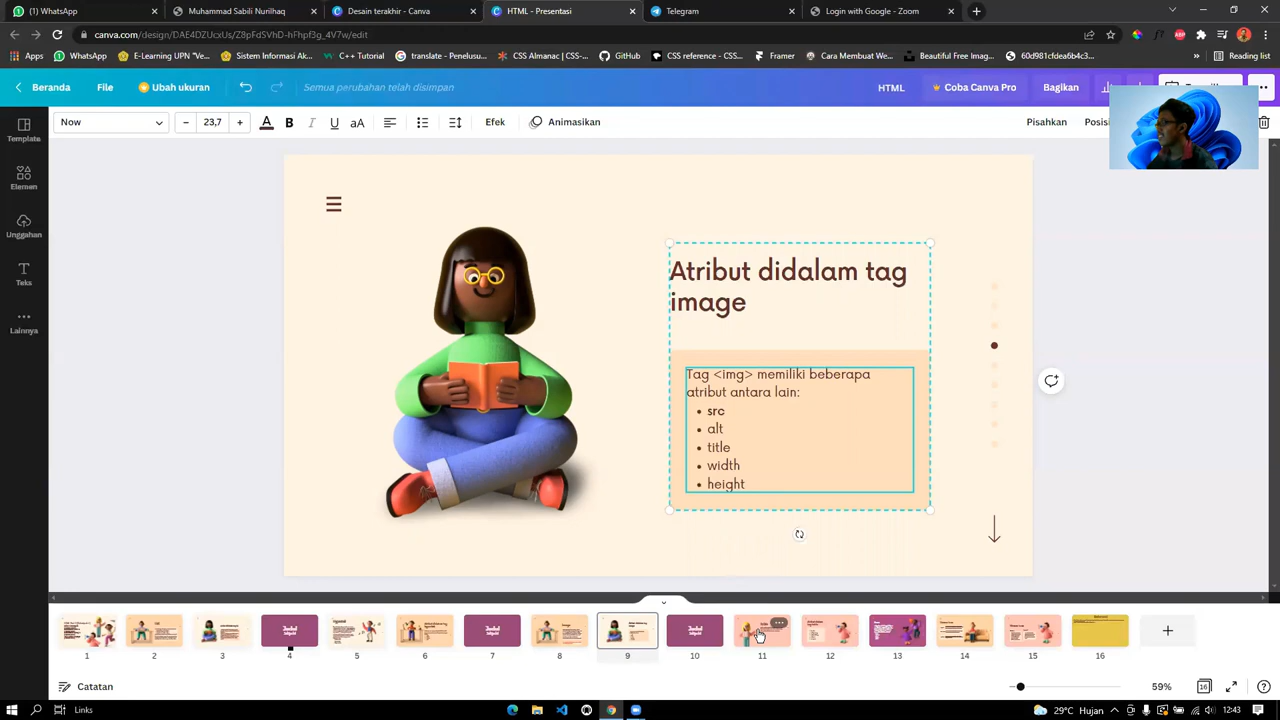 (1) WhatsApp
Muhammad Sabili Nurilhaq
Desain terakhir - Canva
HTML - Presentasi
Telegram
Login with Google - Zoom
canva.com/design/DAE4DZUcxUs/Z8pFdSVhD-hFhpf3g_4V7w/edit
Apps
WhatsApp
E-learning UPN "Ve...
Sistem Informasi Ak...
C++ Tutorial
translate - Penelusu...
CSS Almanac | CSS-...
GitHub
CSS reference - CSS...
Framer
Cara Membuat We...
Beautiful Free Imag...
60d981cfdea6b4c3...
Reading list
Beranda
File
Ubah ukuran
Semua perubahan telah disimpan
HTML
Coba Canva Pro
Bagikan
Now
23,7
B
I
U
aA
Efek
Animasikan
Pisahkan
Template
Elemen
Unggahan
Teks
Lainnya
Atribut didalam tag
image
Tag <img> memiliki beberapa
atribut antara lain:
• src
• alt
• title
• width
• height
1
2
3
4
5
6
7
8
9
10
11
12
13
14
15
16
Catatan
59%
16
Links
29°C Hujan
12:43